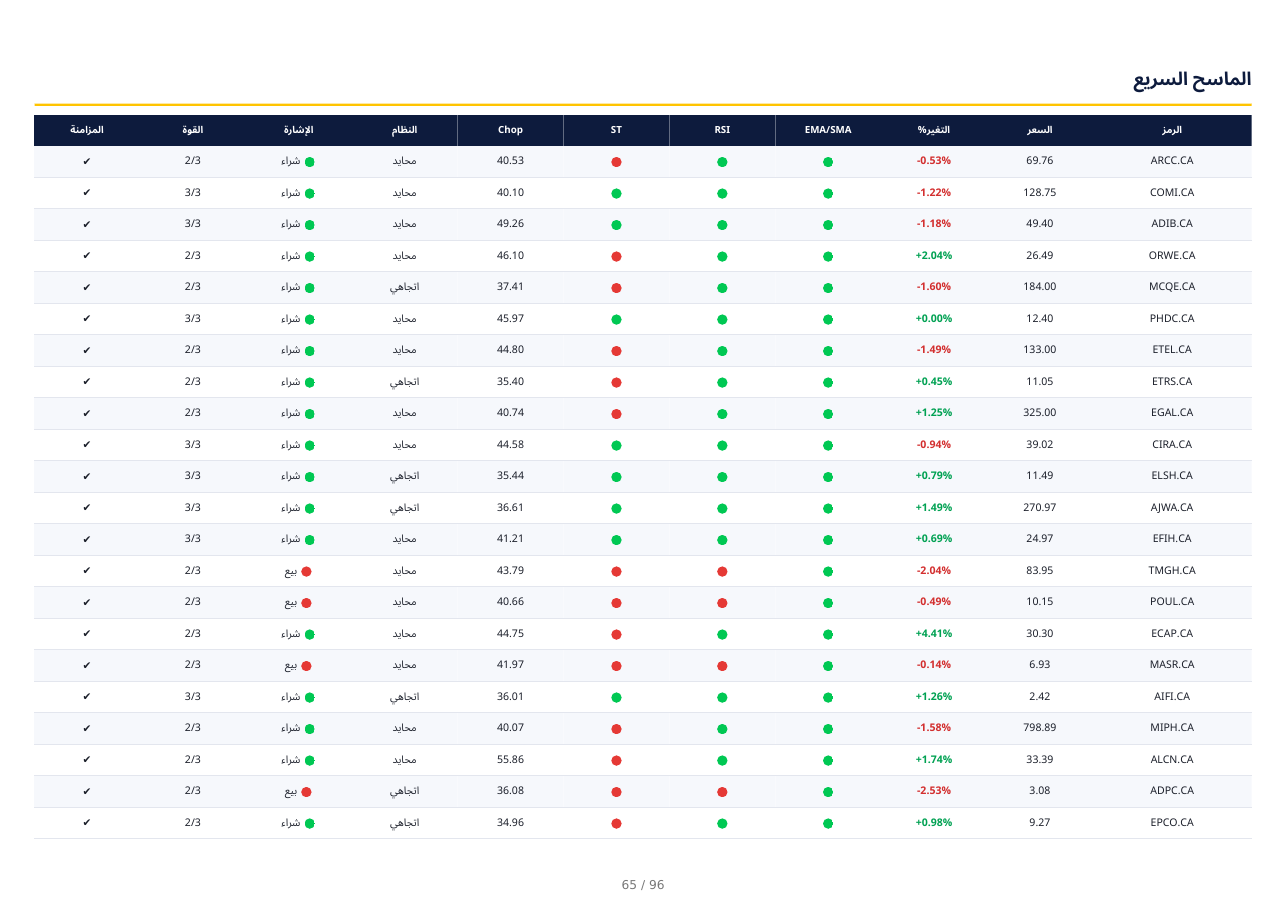 الماسح السريع
الرمز السعر التغير% EMA/SMA RSI ST Chop النظام الإشارة القوة المزامنة
ARCC.CA 69.76 -0.53% 40.53 محايد شراء 2/3 ✔
COMI.CA 128.75 -1.22% 40.10 محايد شراء 3/3 ✔
ADIB.CA 49.40 -1.18% 49.26 محايد شراء 3/3 ✔
ORWE.CA 26.49 +2.04% 46.10 محايد شراء 2/3 ✔
MCQE.CA 184.00 -1.60% 37.41 اتجاهي شراء 2/3 ✔
PHDC.CA 12.40 +0.00% 45.97 محايد شراء 3/3 ✔
ETEL.CA 133.00 -1.49% 44.80 محايد شراء 2/3 ✔
ETRS.CA 11.05 +0.45% 35.40 اتجاهي شراء 2/3 ✔
EGAL.CA 325.00 +1.25% 40.74 محايد شراء 2/3 ✔
CIRA.CA 39.02 -0.94% 44.58 محايد شراء 3/3 ✔
ELSH.CA 11.49 +0.79% 35.44 اتجاهي شراء 3/3 ✔
AJWA.CA 270.97 +1.49% 36.61 اتجاهي شراء 3/3 ✔
EFIH.CA 24.97 +0.69% 41.21 محايد شراء 3/3 ✔
TMGH.CA 83.95 -2.04% 43.79 محايد بيع 2/3 ✔
POUL.CA 10.15 -0.49% 40.66 محايد بيع 2/3 ✔
ECAP.CA 30.30 +4.41% 44.75 محايد شراء 2/3 ✔
MASR.CA 6.93 -0.14% 41.97 محايد بيع 2/3 ✔
AIFI.CA 2.42 +1.26% 36.01 اتجاهي شراء 3/3 ✔
MIPH.CA 798.89 -1.58% 40.07 محايد شراء 2/3 ✔
ALCN.CA 33.39 +1.74% 55.86 محايد شراء 2/3 ✔
ADPC.CA 3.08 -2.53% 36.08 اتجاهي بيع 2/3 ✔
EPCO.CA 9.27 +0.98% 34.96 اتجاهي شراء 2/3 ✔
65 / 96